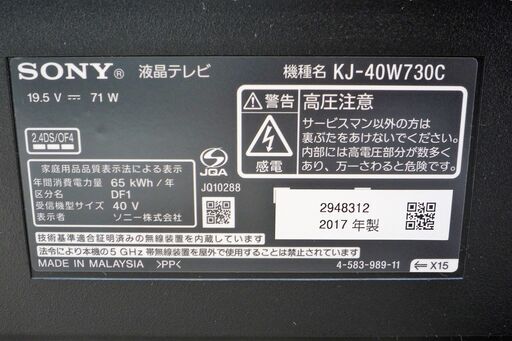 SONY® 液晶テレビ 機種名 KJ-40W730C
19.5 V ⎓ 71 W
2.4DS/OF4
家庭用品品質表示法による表示
年間消費電力量 65 kWh/年
区分名 DF1
受信機型サイズ 40 V
製造者名 ソニー株式会社
JQA
JQ10288
警告 高圧注意
感電
サービスマン以外の方は
裏ぶたをあけないでください。
内部には高電圧部分が数多く
あり、万一さわると危険です。
2948312
2017 年製
技術基準適合証明済みの無線装置を内蔵しています
法令により本機の5 GHz 帯無線装置を屋外で使用することは禁止されています。
MADE IN MALAYSIA >PP< 4-583-989-11 X15